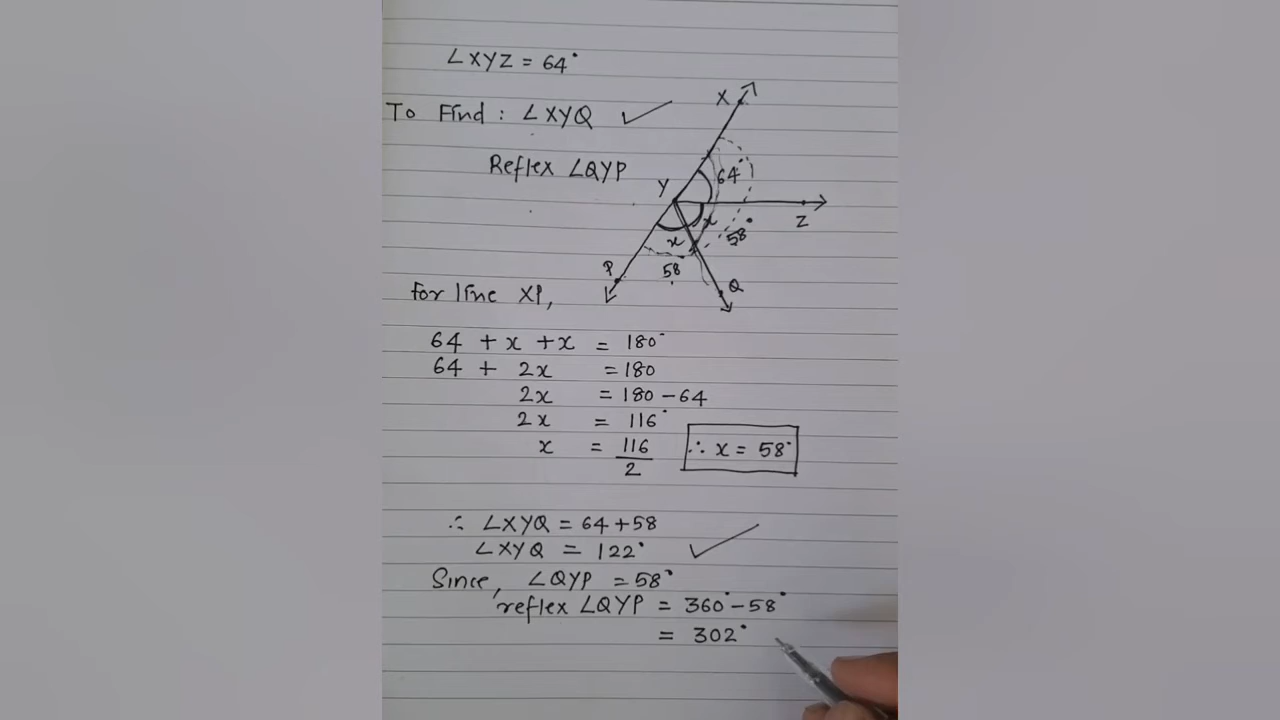 ∠XYZ = 64°
To Find : ∠XYQ ✓
Reflex ∠QYP
X
64°
Y
Z
x
x
58°
58
P
Q
For line XP,
64 + x + x = 180°
64 + 2x = 180
2x = 180 - 64
2x = 116°
x = 116/2
∴ x = 58°
∴ ∠XYQ = 64+58
∠XYQ = 122° ✓
Since, ∠QYP = 58°
reflex ∠QYP = 360° - 58°
= 302°